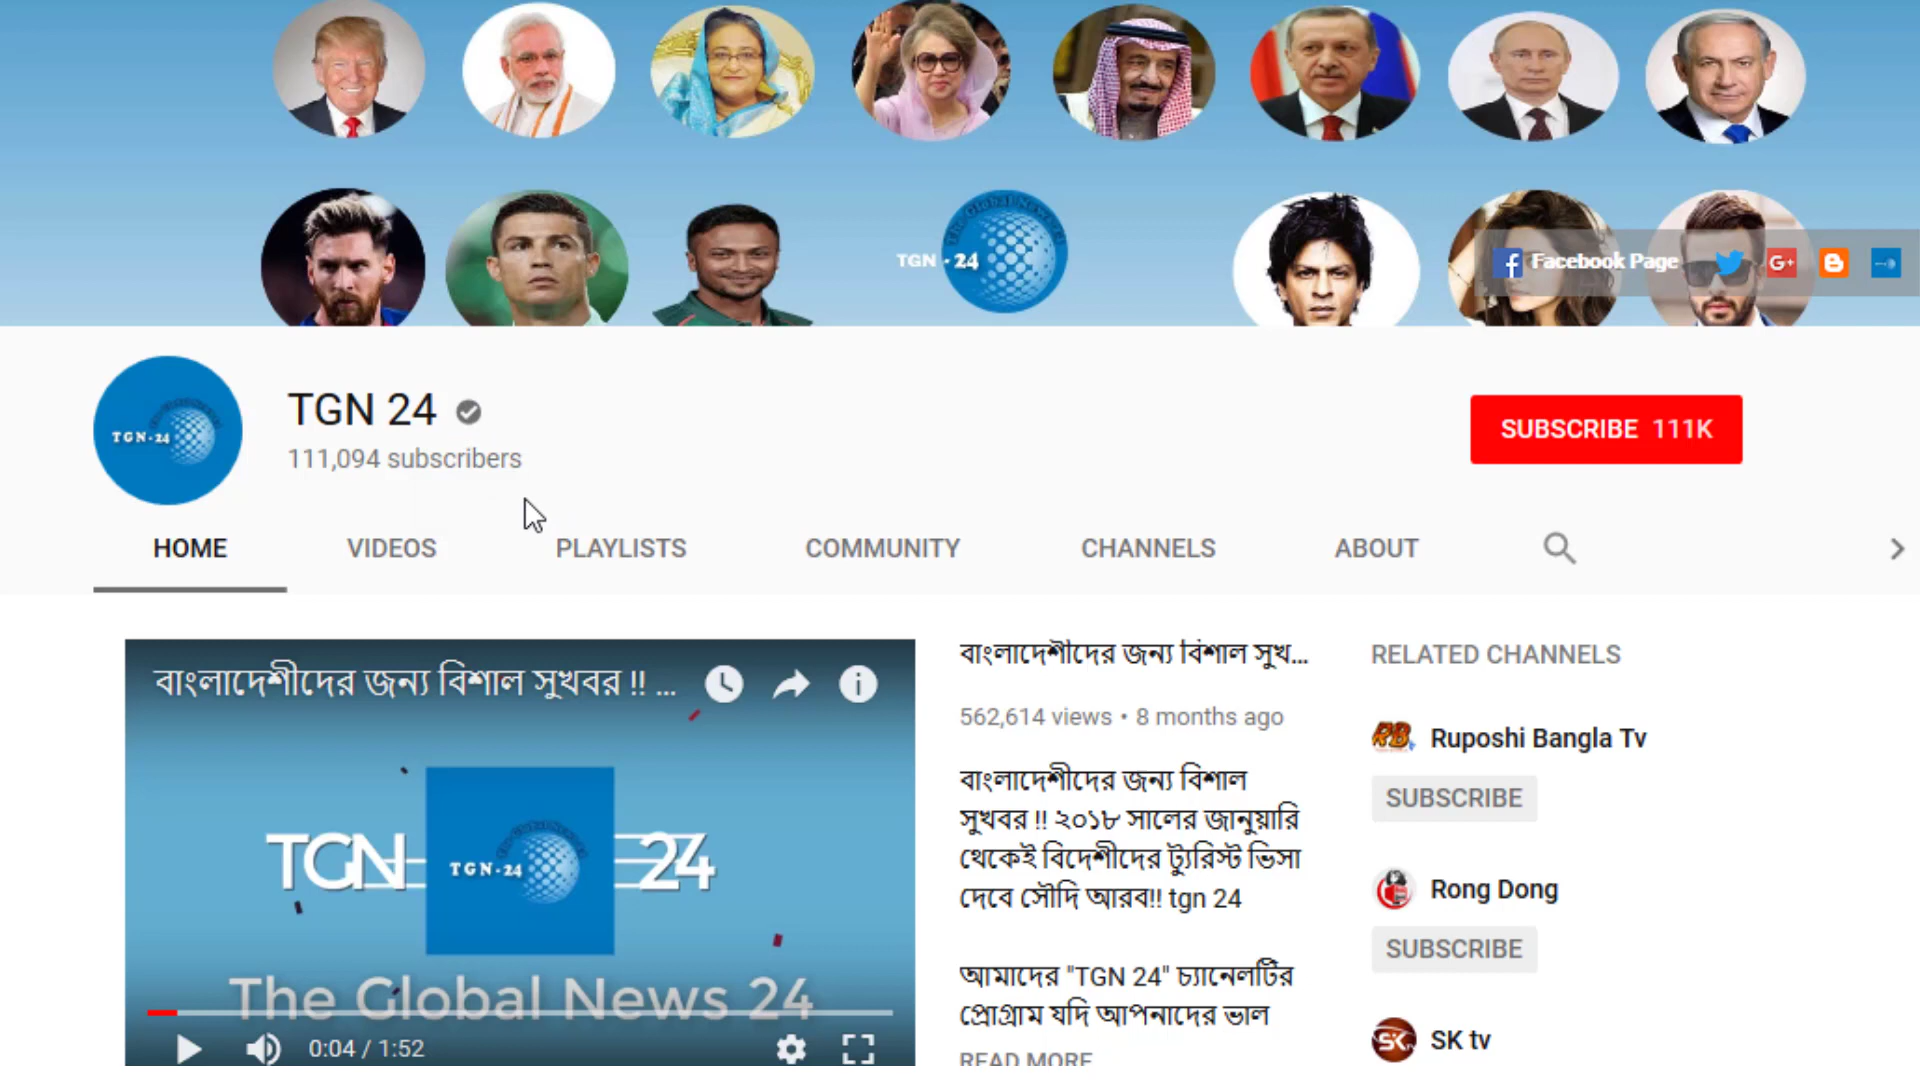 The Global News
TGN - 24
Facebook Page
G+
TGN-24
TGN 24
111,094 subscribers
SUBSCRIBE 111K
HOME VIDEOS PLAYLISTS COMMUNITY CHANNELS ABOUT
বাংলাদেশীদের জন্য বিশাল সুখবর !! ...
TGN
TGN-24
24
The Global News 24
0:04 / 1:52
বাংলাদেশীদের জন্য বিশাল সুখ...
562,614 views • 8 months ago
বাংলাদেশীদের জন্য বিশাল
সুখবর !! ২০১৮ সালের জানুয়ারি
থেকেই বিদেশীদের ট্যুরিস্ট ভিসা
দেবে সৌদি আরব!! tgn 24
আমাদের "TGN 24" চ্যানেলটির
প্রোগ্রাম যদি আপনাদের ভাল
READ MORE
RELATED CHANNELS
RB
Ruposhi Bangla Tv
SUBSCRIBE
Rong Dong
SUBSCRIBE
SK
SK tv